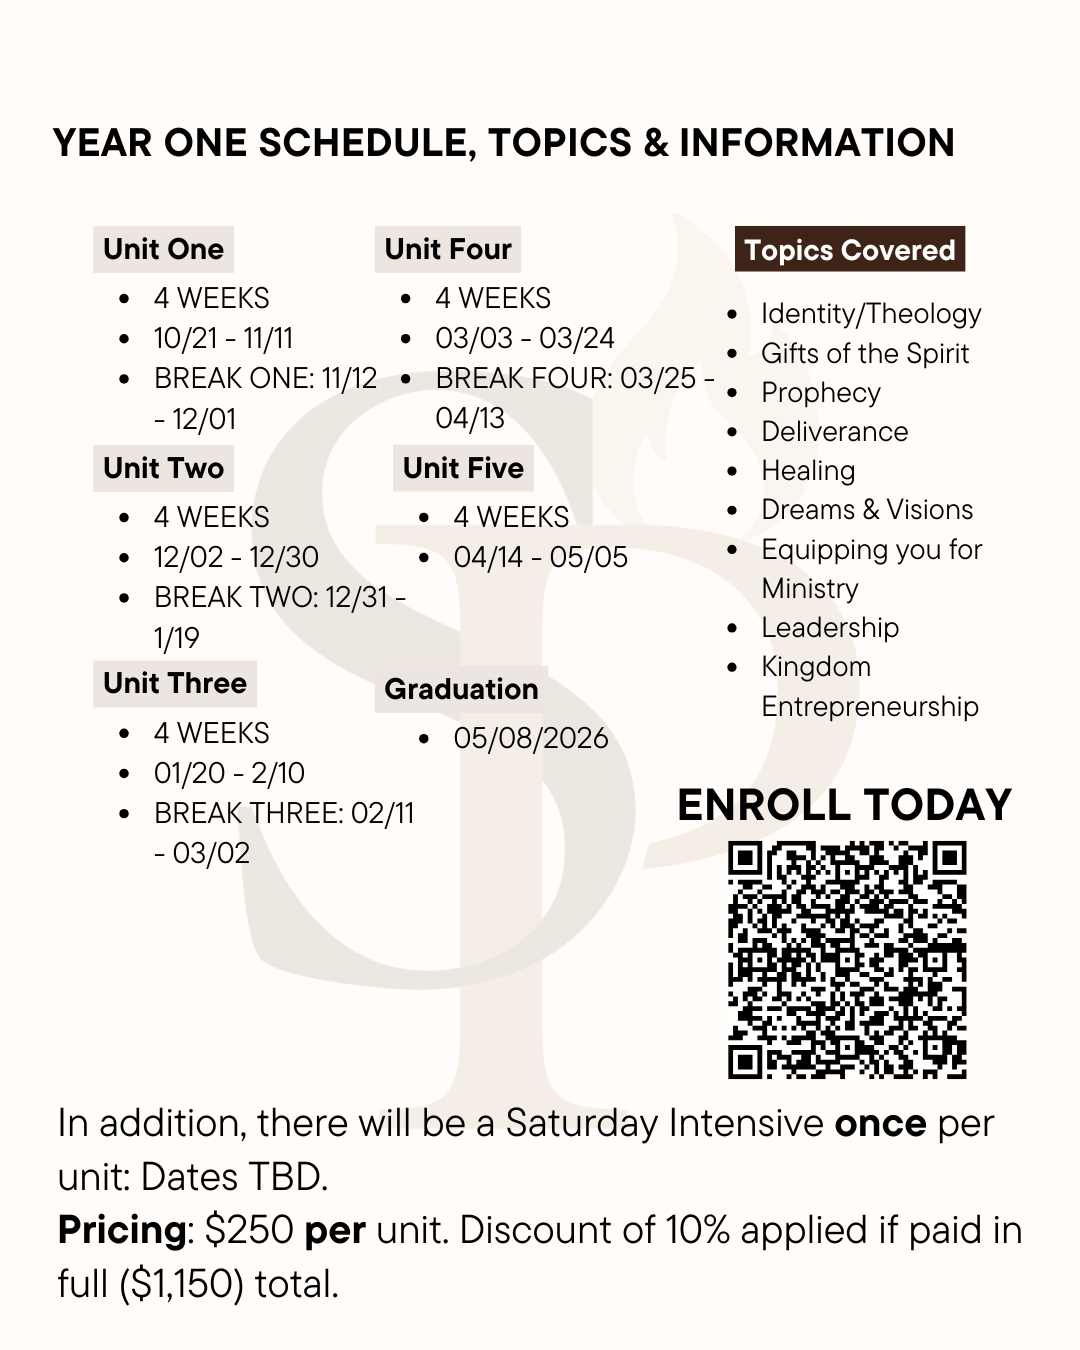 YEAR ONE SCHEDULE, TOPICS & INFORMATION
Unit One
• 4 WEEKS
• 10/21 - 11/11
• BREAK ONE: 11/12
- 12/01
Unit Two
• 4 WEEKS
• 12/02 - 12/30
• BREAK TWO: 12/31 -
1/19
Unit Three
• 4 WEEKS
• 01/20 - 2/10
• BREAK THREE: 02/11
- 03/02
Unit Four
• 4 WEEKS
• 03/03 - 03/24
• BREAK FOUR: 03/25 -
04/13
Unit Five
• 4 WEEKS
• 04/14 - 05/05
Graduation
• 05/08/2026
Topics Covered
• Identity/Theology
• Gifts of the Spirit
• Prophecy
• Deliverance
• Healing
• Dreams & Visions
• Equipping you for
Ministry
• Leadership
• Kingdom
Entrepreneurship
ENROLL TODAY
In addition, there will be a Saturday Intensive once per
unit: Dates TBD.
Pricing: $250 per unit. Discount of 10% applied if paid in
full ($1,150) total.